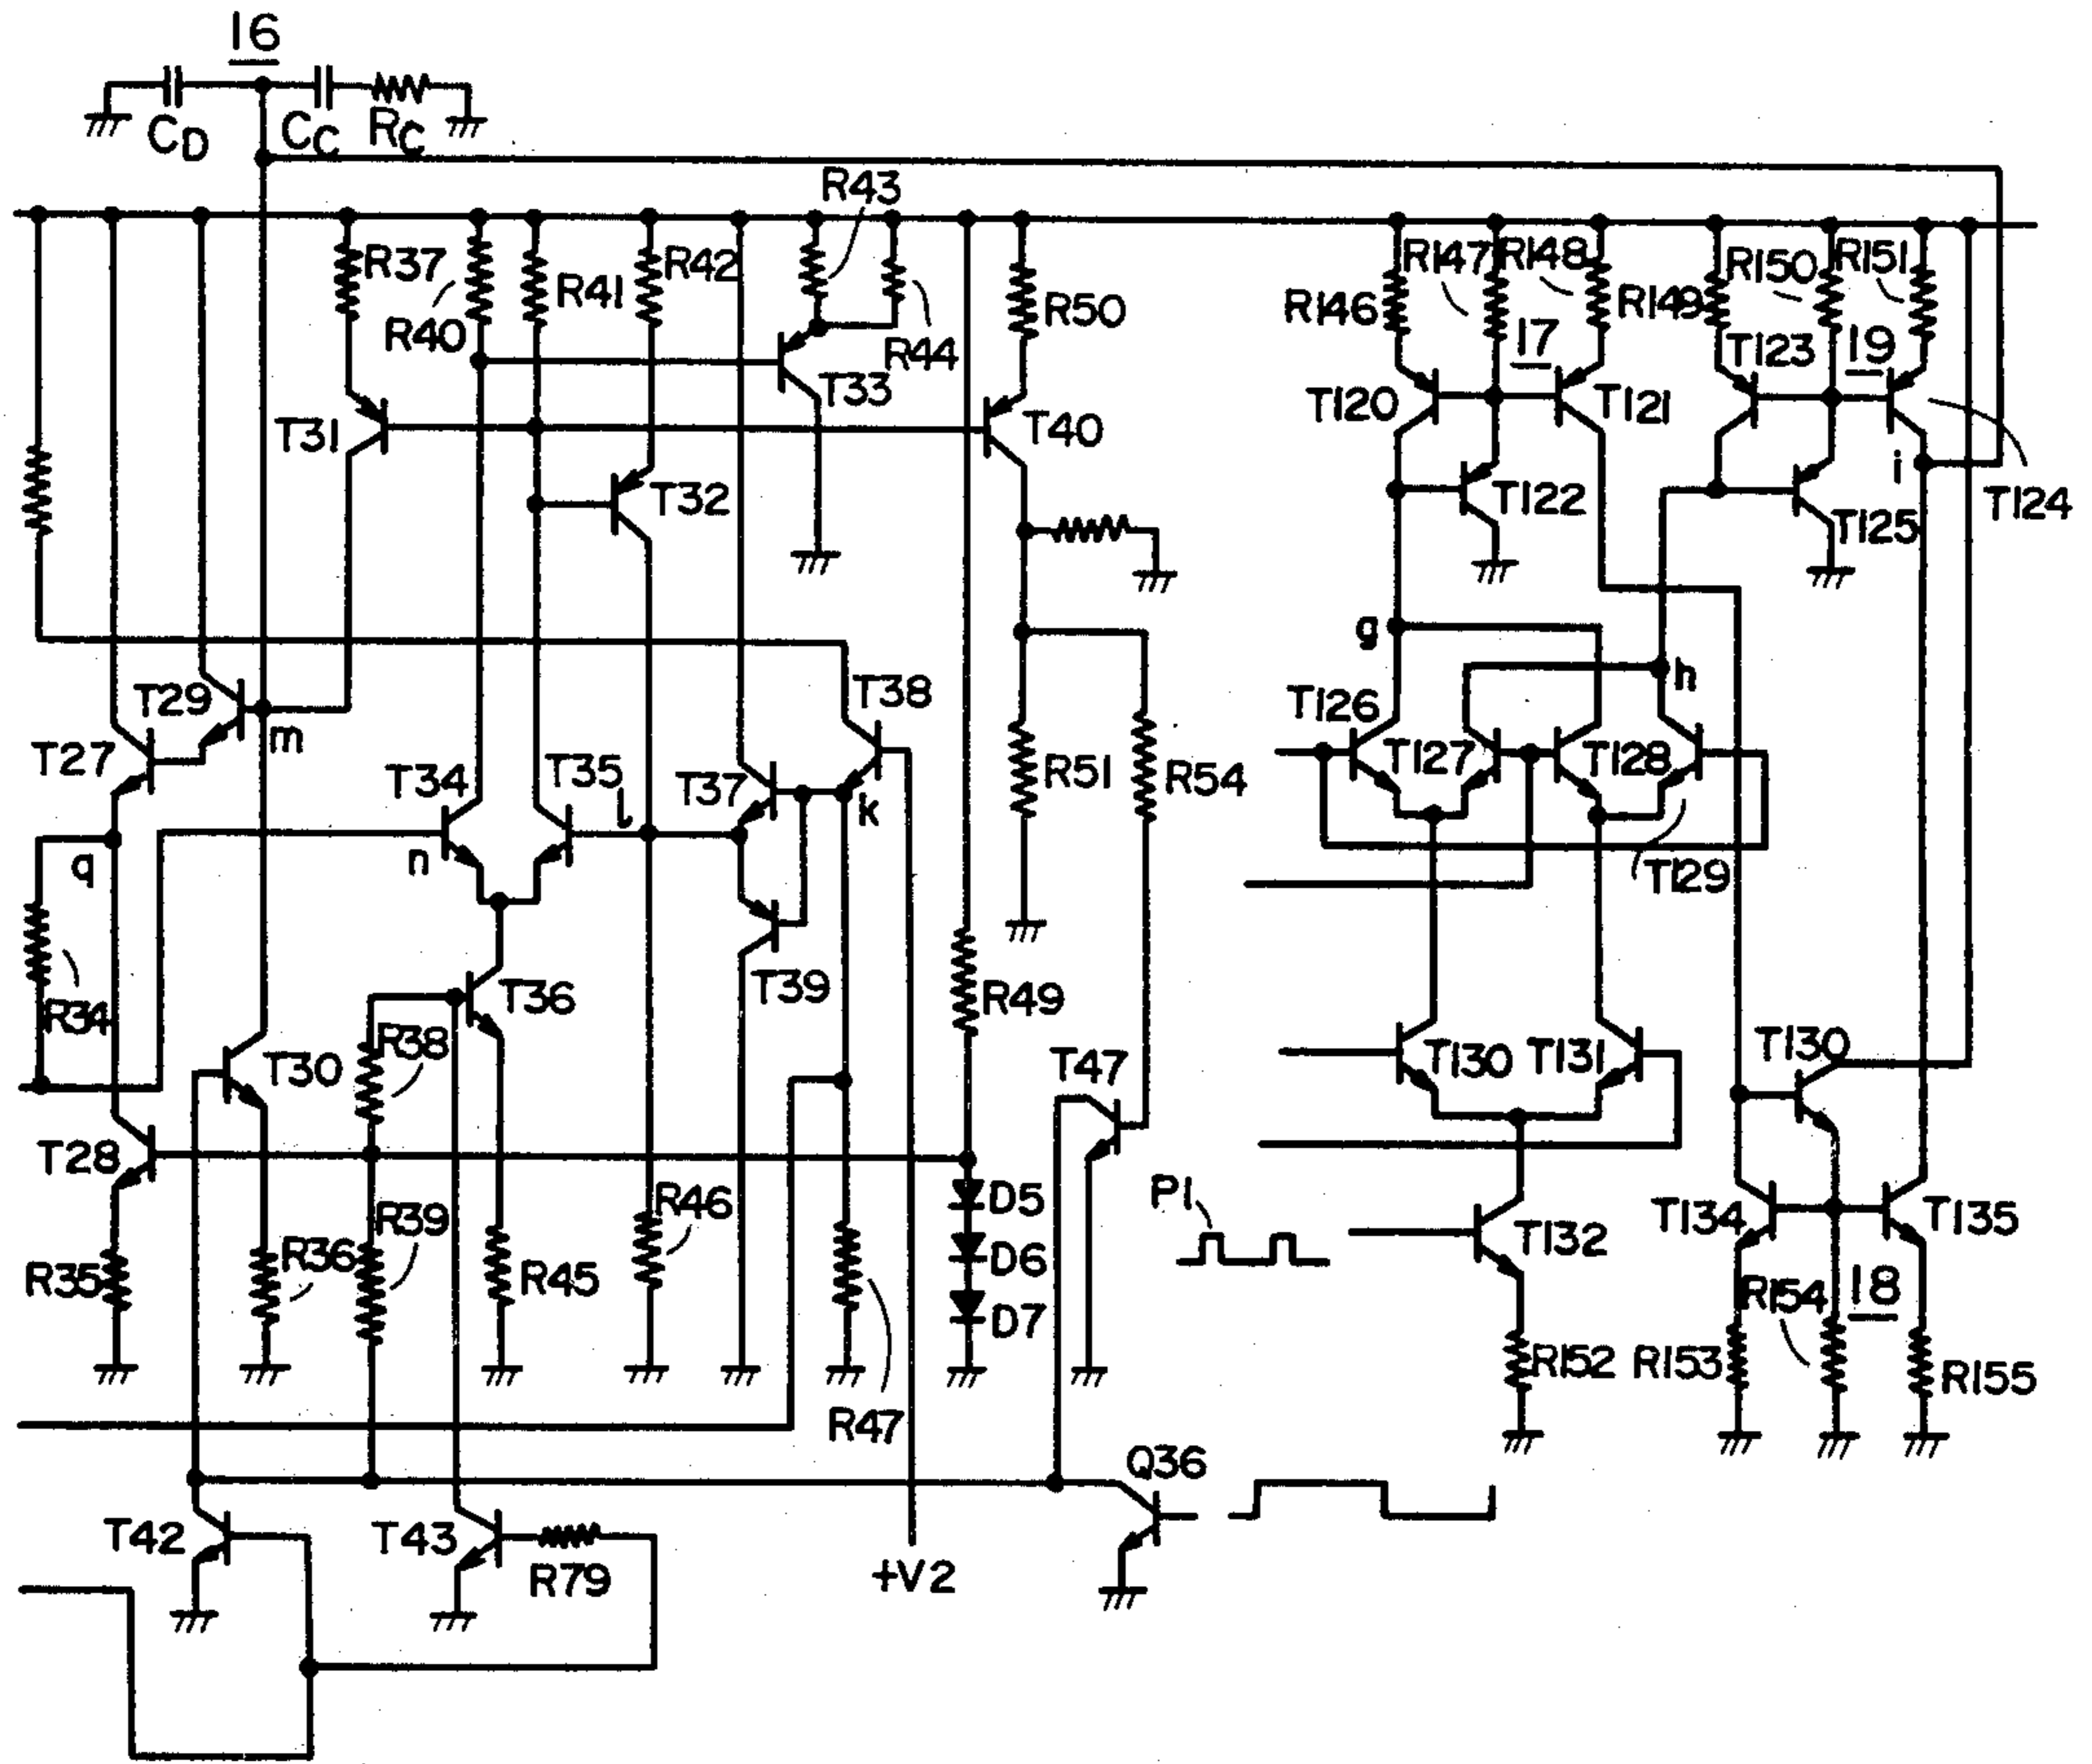 16
CD CC RC
R43
R37 R42
R41
R40
R50
R44
T33
T31
T40
T32
R147 R148
R146 R149
R150 R151
17
T123 19
T120 T121
i
T122 T125 T124
g
h
T29
m
T27
T38
T34 T35 T37
l
k
n
q
R51 R54
T126 T127 T128
T129
R34
T36 T39
R49
R38
T30
T28
T47
T130 T131 T130
R39 R46
R35 R36
R45
D5
D6
D7
P1
T132
T134 T135
R154 18
R152 R153 R155
R47
Q36
T42 T43
R79
+V2